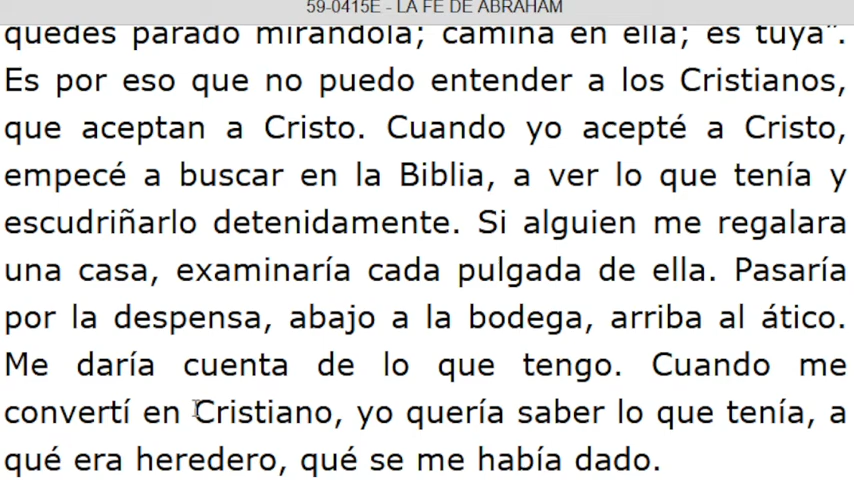 59-0415E - LA FE DE ABRAHAM
quedes parado mirándola; camina en ella; es tuya".
Es por eso que no puedo entender a los Cristianos,
que aceptan a Cristo. Cuando yo acepté a Cristo,
empecé a buscar en la Biblia, a ver lo que tenía y
escudriñarlo detenidamente. Si alguien me regalara
una casa, examinaría cada pulgada de ella. Pasaría
por la despensa, abajo a la bodega, arriba al ático.
Me daría cuenta de lo que tengo. Cuando me
convertí en Cristiano, yo quería saber lo que tenía, a
qué era heredero, qué se me había dado.